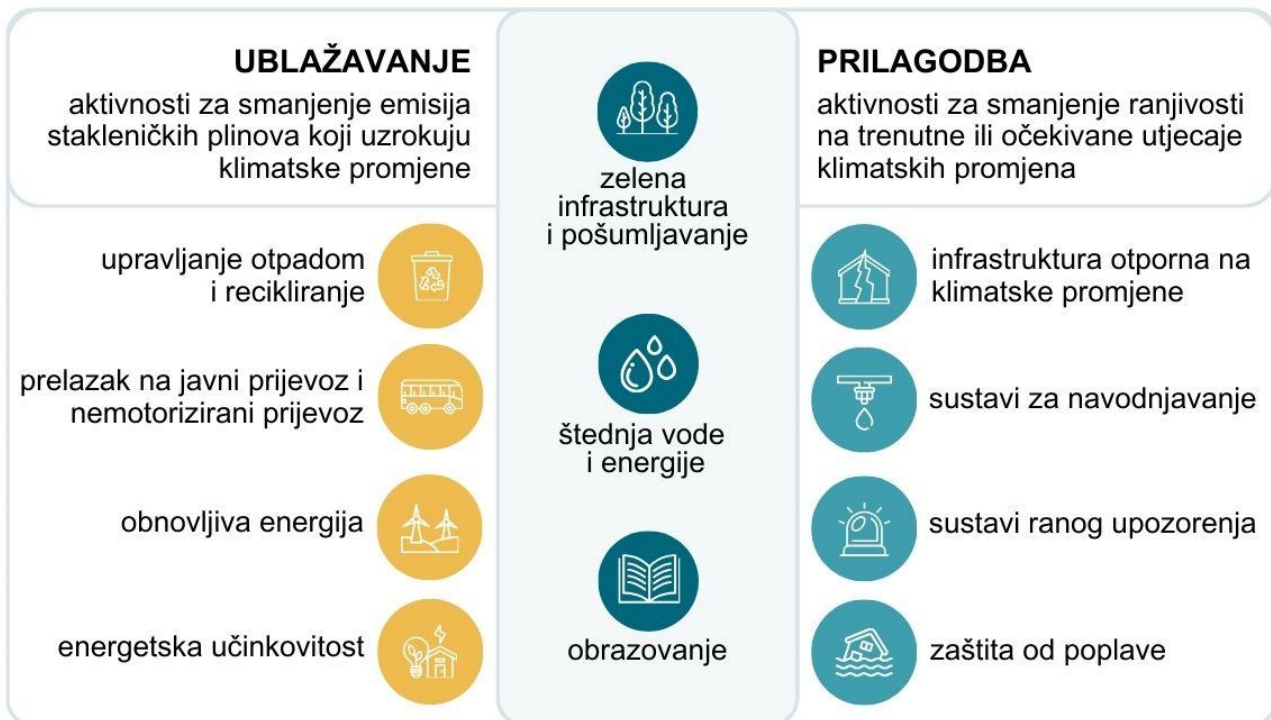 UBLAŽAVANJE
aktivnosti za smanjenje emisija
stakleničkih plinova koji uzrokuju
klimatske promjene
upravljanje otpadom
i recikliranje
prelazak na javni prijevoz i
nemotorizirani prijevoz
obnovljiva energija
energetska učinkovitost
zelena
infrastruktura
i pošumljavanje
štednja vode
i energije
obrazovanje
PRILAGODBA
aktivnosti za smanjenje ranjivosti
na trenutne ili očekivane utjecaje
klimatskih promjena
infrastruktura otporna na
klimatske promjene
sustavi za navodnjavanje
sustavi ranog upozorenja
zaštita od poplave